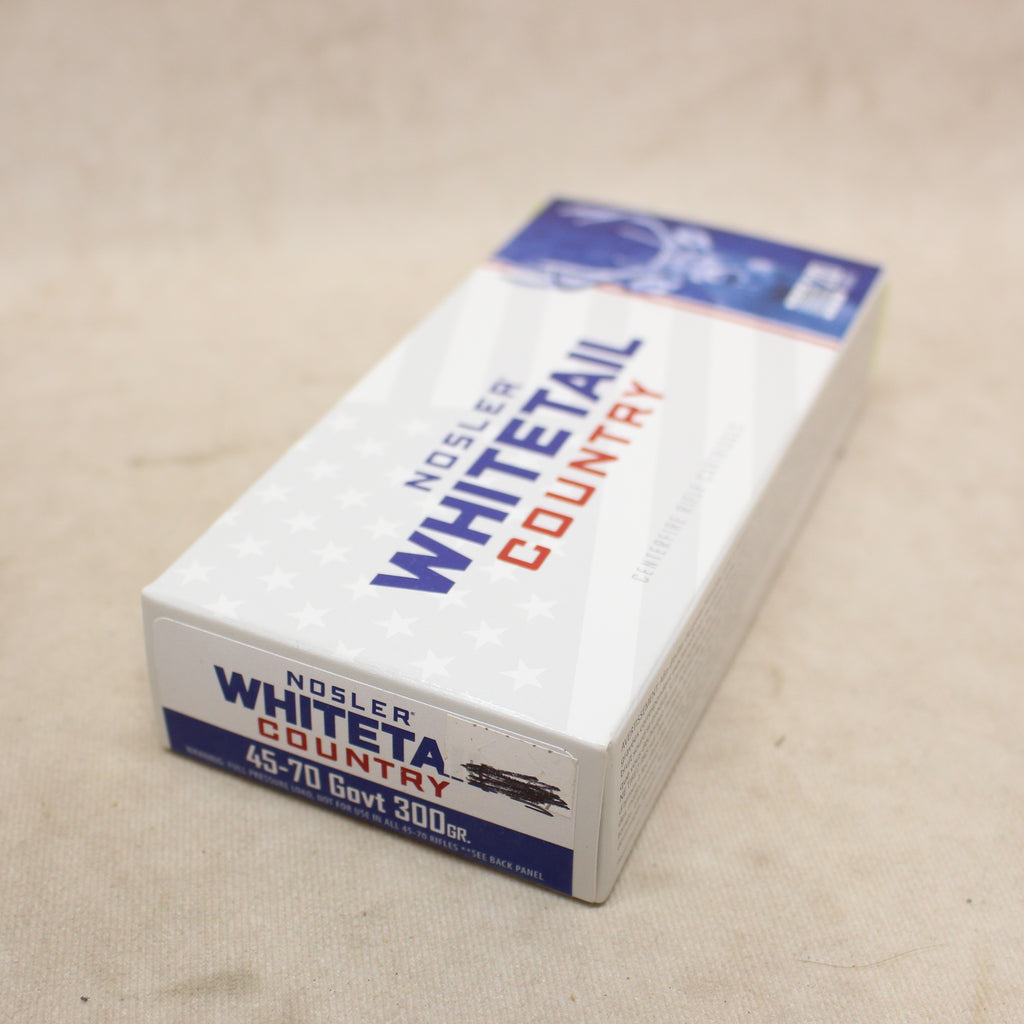 NOSLER
WHITETAIL
COUNTRY
CENTERFIRE RIFLE CARTRIDGES
NOSLER
WHITETA
COUNTRY
45-70 Govt 300GR.
WARNING: FULL PRESSURE LOAD, NOT FOR USE IN ALL 45-70 RIFLES **SEE BACK PANEL